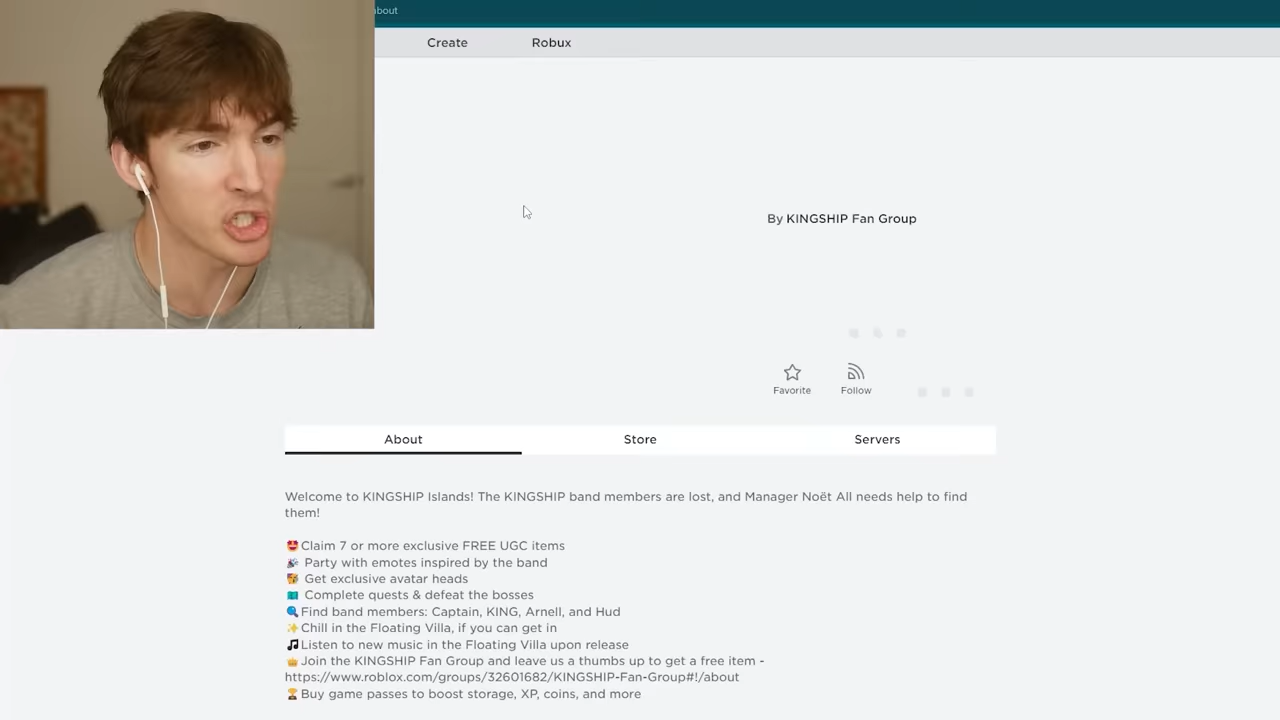 about
Create Robux
By KINGSHIP Fan Group
Favorite Follow
About Store Servers
Welcome to KINGSHIP Islands! The KINGSHIP band members are lost, and Manager Noët All needs help to find
them!
🤩Claim 7 or more exclusive FREE UGC items
🎉 Party with emotes inspired by the band
🥳 Get exclusive avatar heads
🗺️ Complete quests & defeat the bosses
🔍Find band members: Captain, KING, Arnell, and Hud
✨Chill in the Floating Villa, if you can get in
🎵Listen to new music in the Floating Villa upon release
👑Join the KINGSHIP Fan Group and leave us a thumbs up to get a free item -
https://www.roblox.com/groups/32601682/KINGSHIP-Fan-Group#!/about
🏆Buy game passes to boost storage, XP, coins, and more